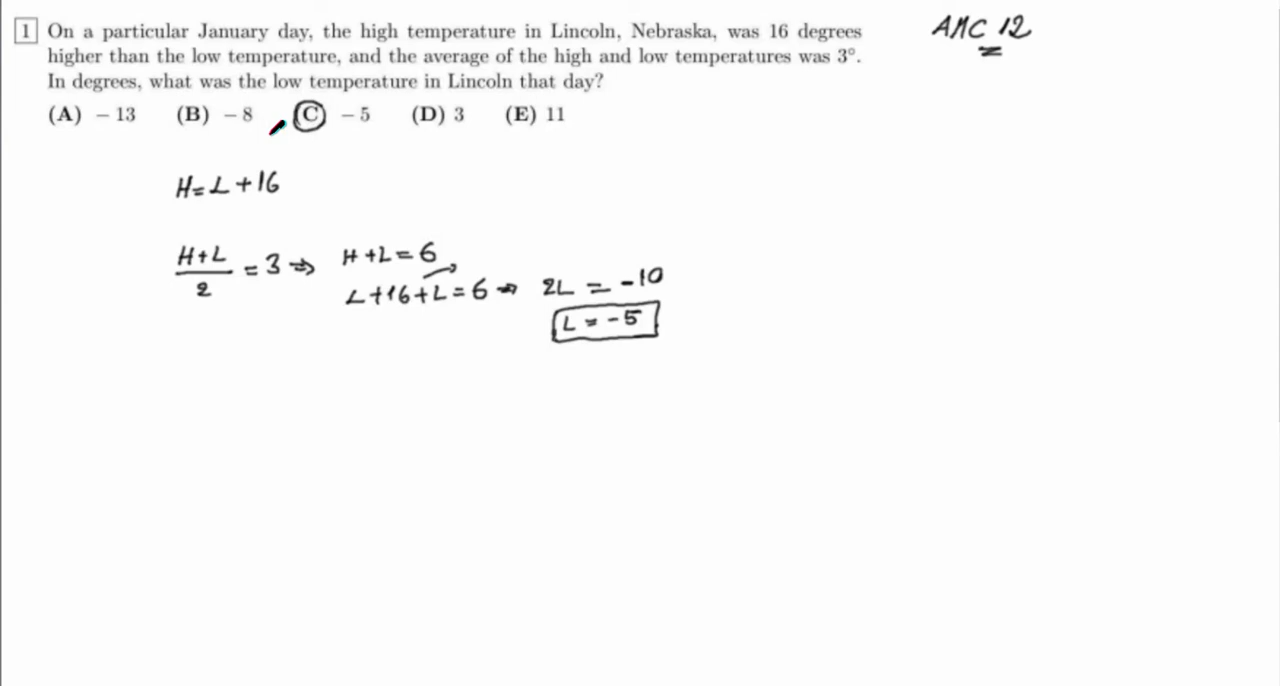 1 On a particular January day, the high temperature in Lincoln, Nebraska, was 16 degrees
higher than the low temperature, and the average of the high and low temperatures was 3°.
In degrees, what was the low temperature in Lincoln that day?
(A) − 13 (B) − 8 (C) − 5 (D) 3 (E) 11
AMC 12
H=L+16
H+L/2 = 3 ⇒ H+L=6
L+16+L=6 ⇒ 2L = -10
L = -5